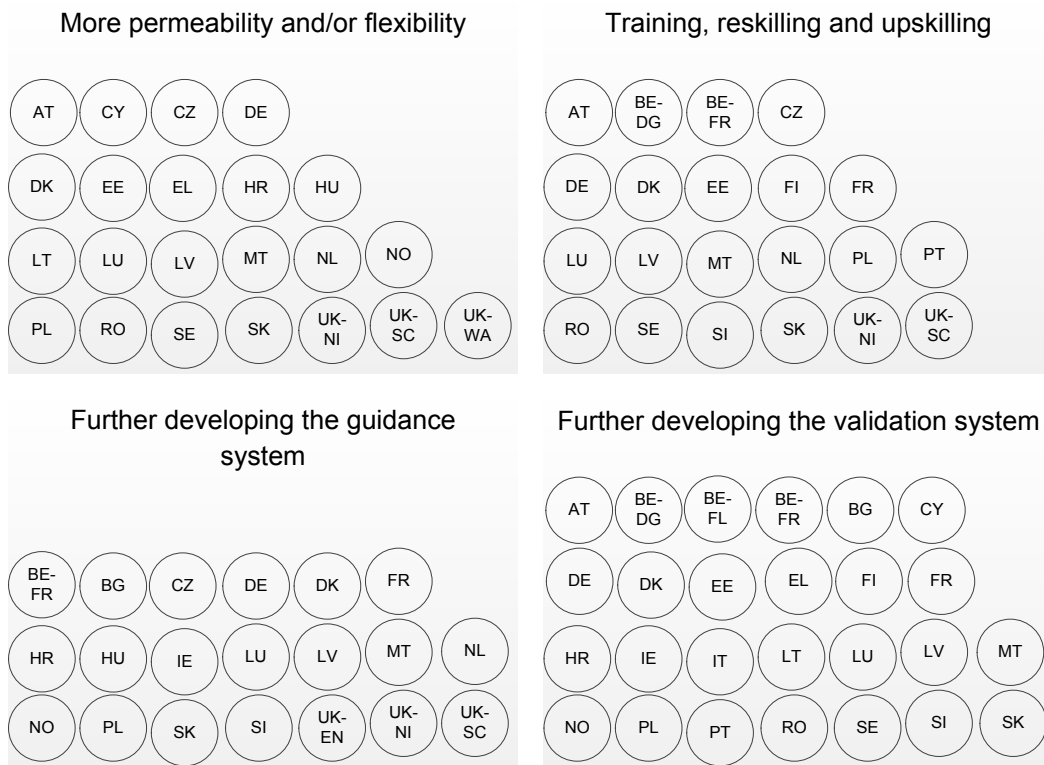 More permeability and/or flexibility
AT CY CZ DE
DK EE EL HR HU
LT LU LV MT NL NO
PL RO SE SK UK-NI UK-SC UK-WA
Training, reskilling and upskilling
AT BE-DG BE-FR CZ
DE DK EE FI FR
LU LV MT NL PL PT
RO SE SI SK UK-NI UK-SC
Further developing the guidance
system
BE-FR BG CZ DE DK FR
HR HU IE LU LV MT NL
NO PL SK SI UK-EN UK-NI UK-SC
Further developing the validation system
AT BE-DG BE-FL BE-FR BG CY
DE DK EE EL FI FR
HR IE IT LT LU LV MT
NO PL PT RO SE SI SK